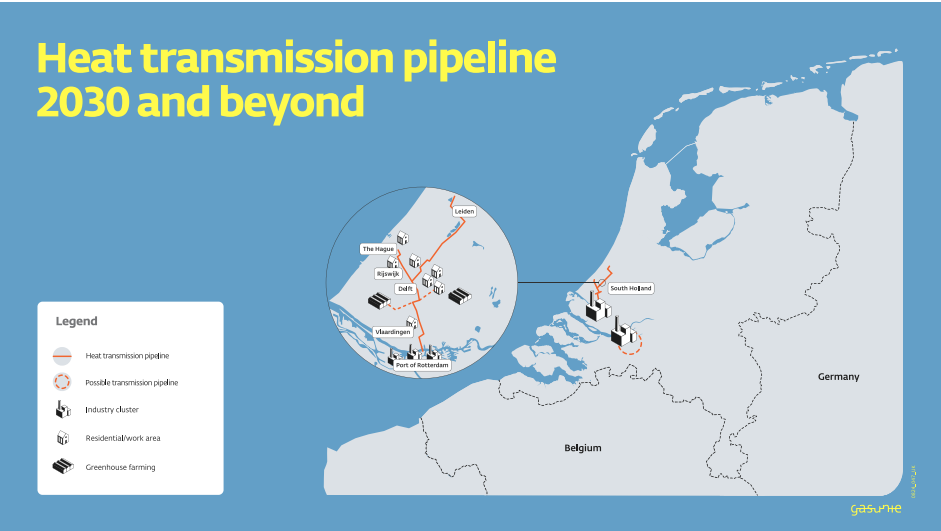 Heat transmission pipeline
2030 and beyond
Leiden
The Hague
Rijswijk
Delft
Vlaardingen
Port of Rotterdam
South Holland
Germany
Belgium
Legend
Heat transmission pipeline
Possible transmission pipeline
Industry cluster
Residential/work area
Greenhouse farming
gasunie